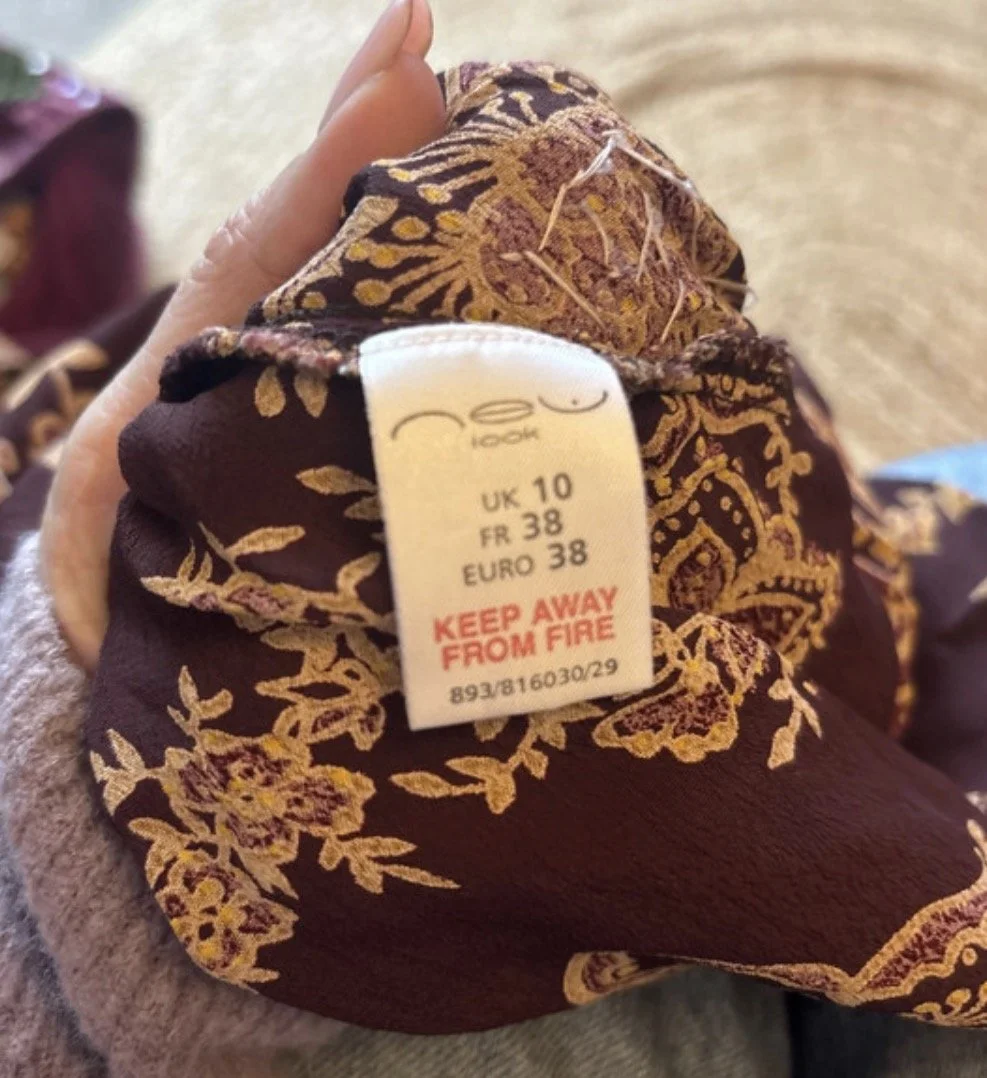 new
look
UK 10
FR 38
EURO 38
KEEP AWAY
FROM FIRE
893/816030/29